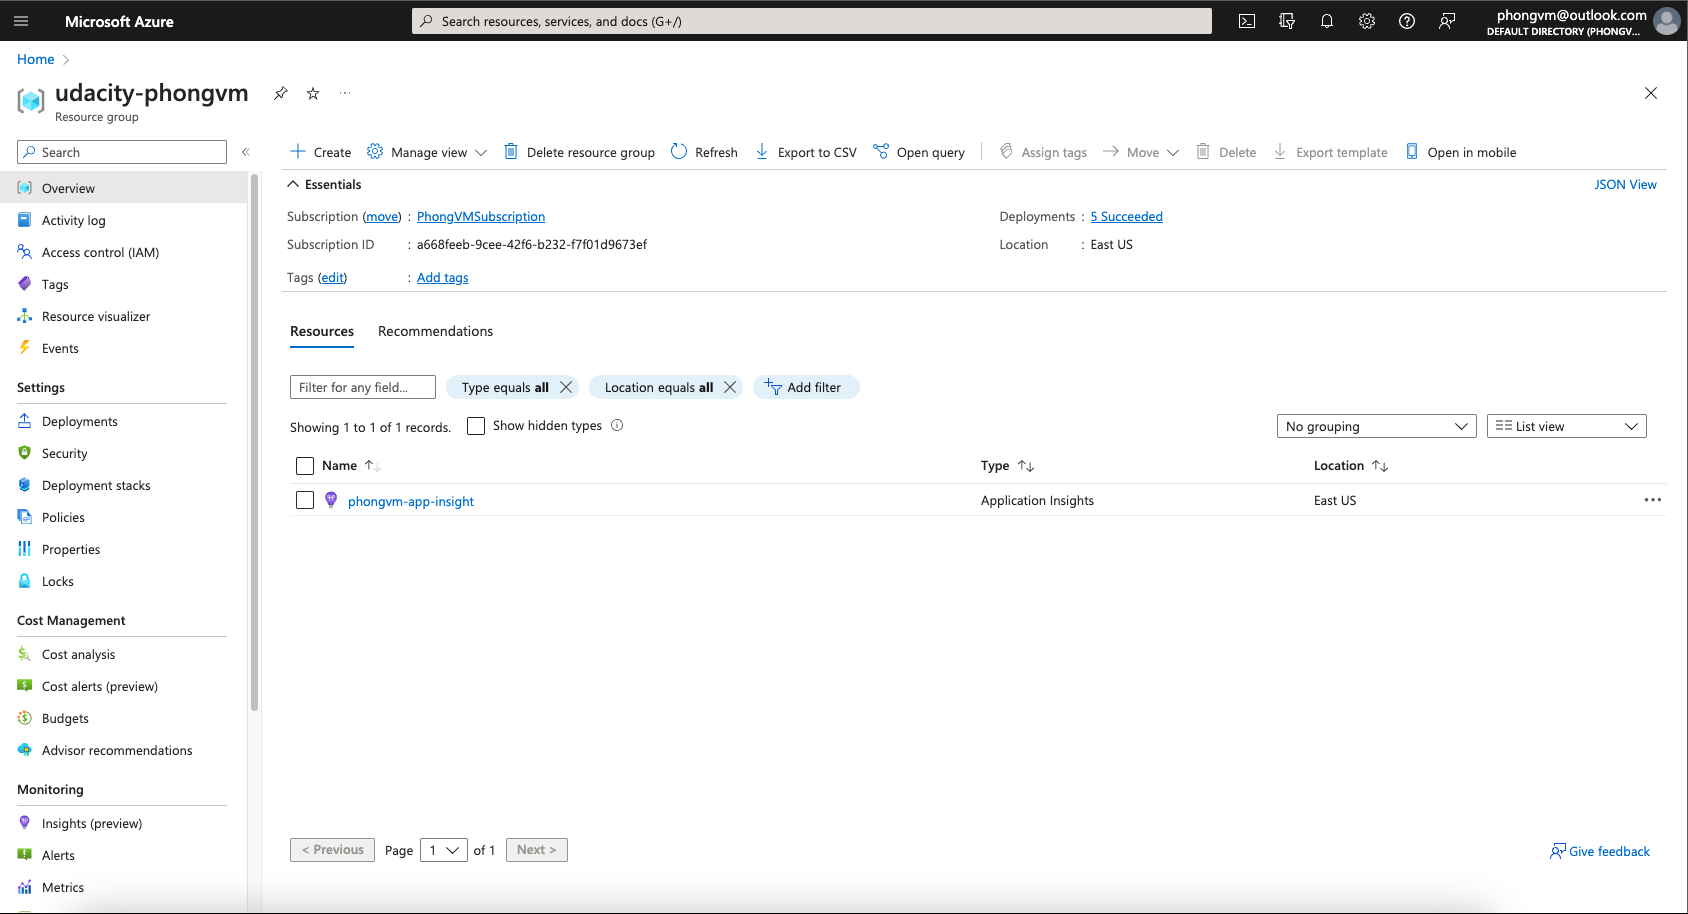 Microsoft Azure
Search resources, services, and docs (G+/)
phongvm@outlook.com
DEFAULT DIRECTORY (PHONGV...
Home
udacity-phongvm
...
Resource group
Search
«
Create
Manage view
Delete resource group
Refresh
Export to CSV
Open query
Assign tags
Move
Delete
Export template
Open in mobile
Overview
Activity log
Access control (IAM)
Tags
Resource visualizer
Events
Settings
Deployments
Security
Deployment stacks
Policies
Properties
Locks
Cost Management
Cost analysis
Cost alerts (preview)
Budgets
Advisor recommendations
Monitoring
Insights (preview)
Alerts
Metrics
Essentials
JSON View
Subscription (move) : PhongVMSubscription
Subscription ID : a668feeb-9cee-42f6-b232-f7f01d9673ef
Tags (edit) : Add tags
Deployments : 5 Succeeded
Location : East US
Resources
Recommendations
Filter for any field...
Type equals all
Location equals all
Add filter
Showing 1 to 1 of 1 records.
Show hidden types
No grouping
List view
Name
Type
Location
phongvm-app-insight
Application Insights
East US
...
< Previous
Page 1 of 1
Next >
Give feedback